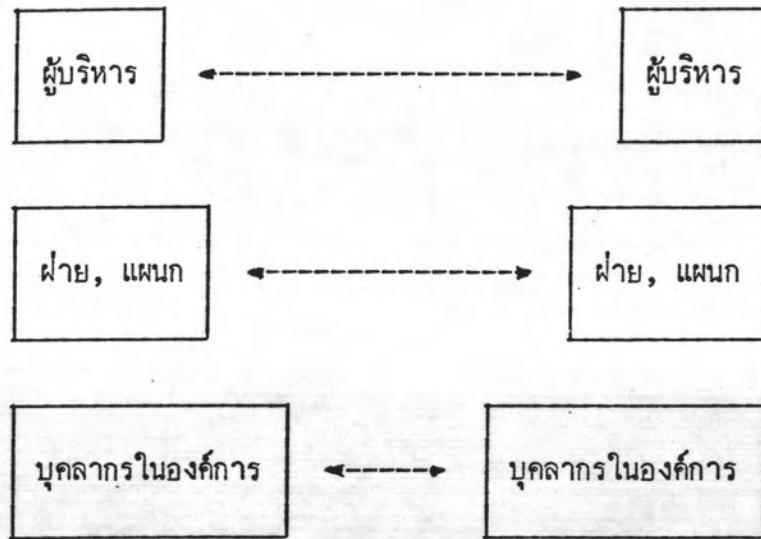 ผู้บริหาร ผู้บริหาร
ฝ่าย, แผนก ฝ่าย, แผนก
บุคลากรในองค์การ บุคลากรในองค์การ